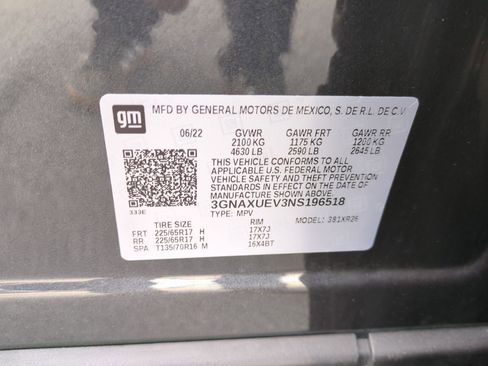 gm
MFD BY GENERAL MOTORS DE MEXICO, S. DE R.L. DE C.V
06/22 GVWR GAWR FRT GAWR RR
2100 KG 1175 KG 1200 KG
4630 LB 2590 LB 2645 LB
THIS VEHICLE CONFORMS TO ALL
APPLICABLE U.S. FEDERAL MOTOR
VEHICLE SAFETY AND THEFT PREVENTION
STANDARDS IN EFFECT ON THE DATE OF
MANUFACTURE SHOWN ABOVE.
3GNAXUEV3NS196518
333E TYPE: MPV MODEL: 381XR26
TIRE SIZE RIM
FRT 225/65R17 H 17X7J
RR 225/65R17 H 17X7J
SPA T135/70R16 M 16X4BT